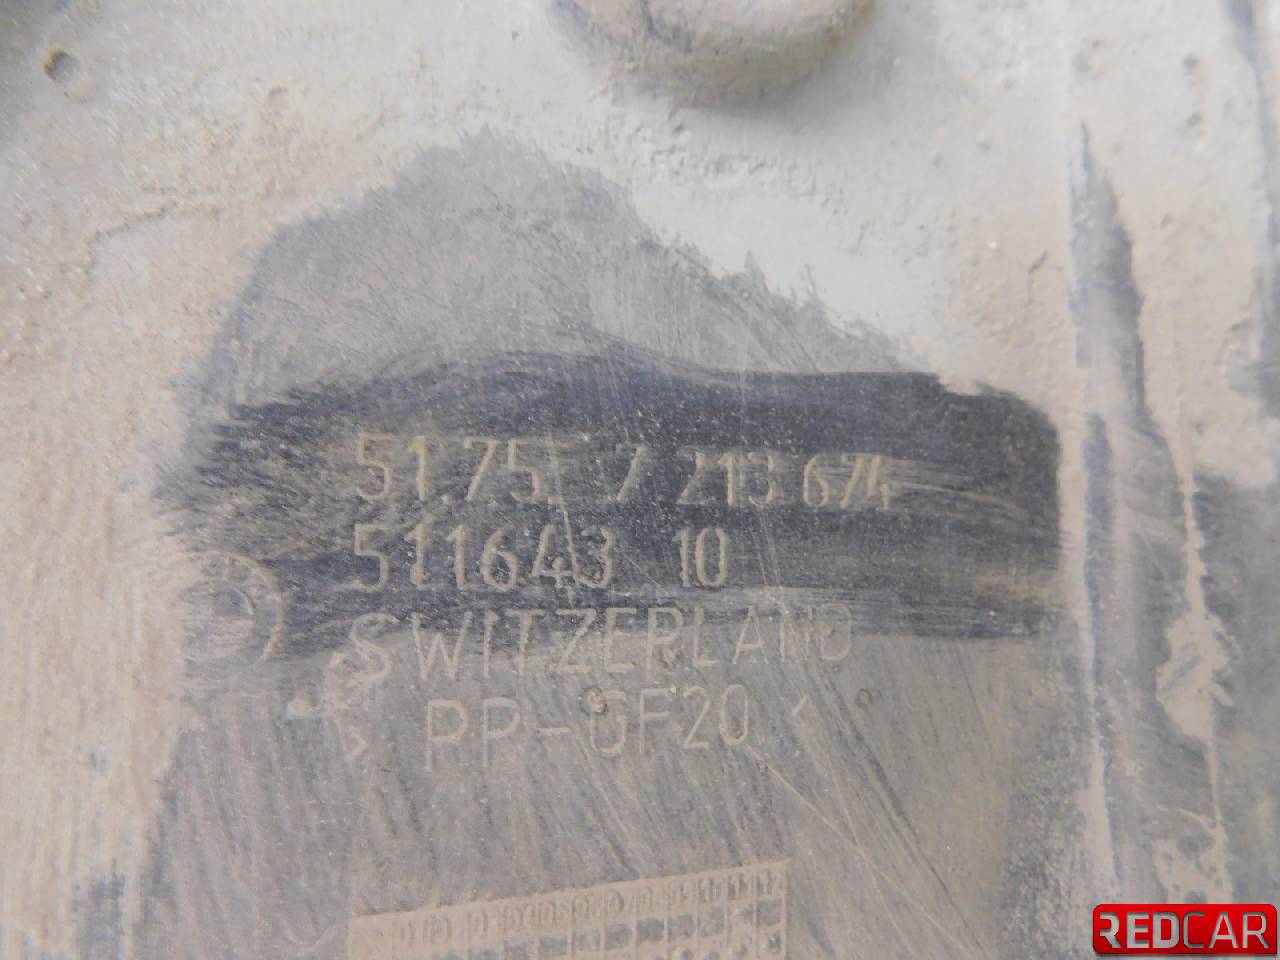 51.75 7 213 674
511643 10
SWITZERLAND
> PP-GF20 <
REDCAR